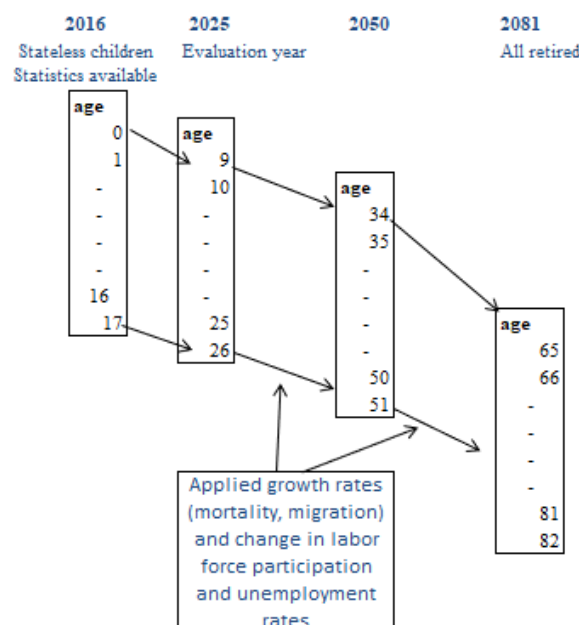 2016 2025 2050 2081
Stateless children Evaluation year All retired
Statistics available
age
0
1
-
-
-
-
16
17
age
9
10
-
-
-
-
25
26
age
34
35
-
-
-
-
-
50
51
age
65
66
-
-
-
-
81
82
Applied growth rates
(mortality, migration)
and change in labor
force participation
and unemployment
rates